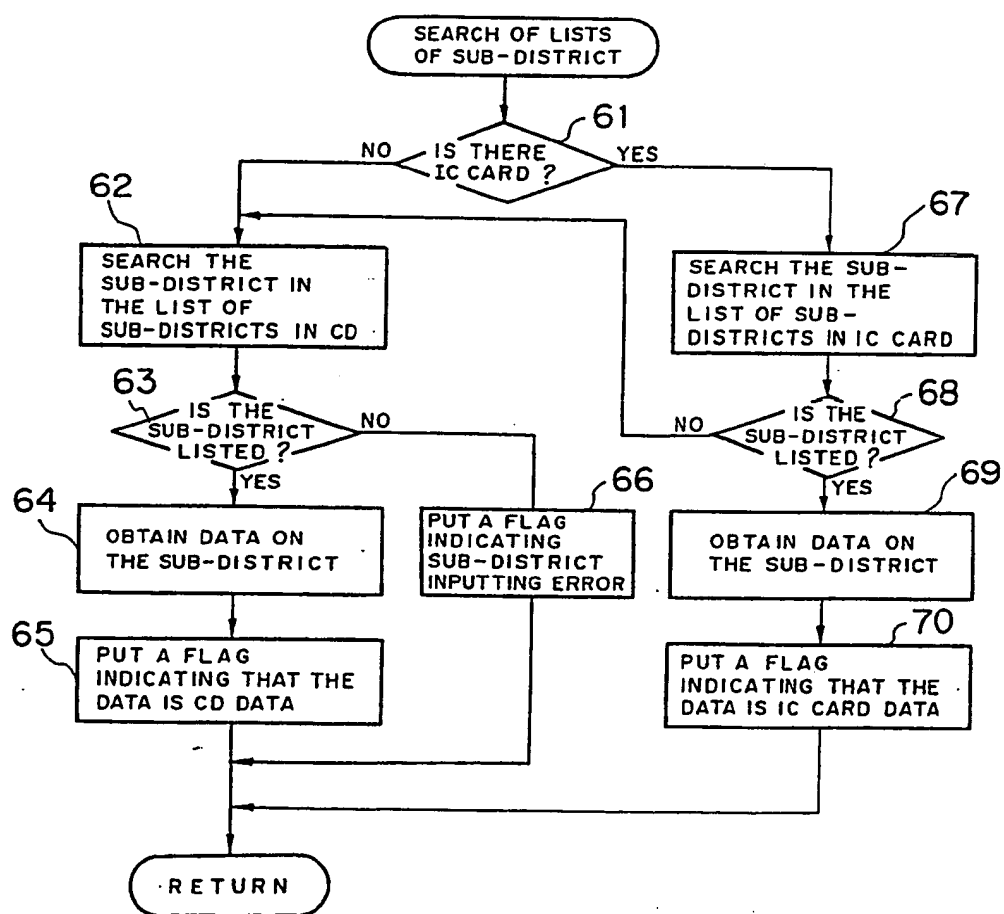 SEARCH OF LISTS
OF SUB-DISTRICT
61
IS THERE
IC CARD?
NO
YES
62
SEARCH THE
SUB-DISTRICT IN
THE LIST OF
SUB-DISTRICTS IN CD
67
SEARCH THE SUB-
DISTRICT IN THE
LIST OF SUB-
DISTRICTS IN IC CARD
63
IS THE
SUB-DISTRICT
LISTED?
NO
YES
68
IS THE
SUB-DISTRICT
LISTED?
NO
YES
64
OBTAIN DATA ON
THE SUB-DISTRICT
66
PUT A FLAG
INDICATING
SUB-DISTRICT
INPUTTING ERROR
69
OBTAIN DATA ON
THE SUB-DISTRICT
65
PUT A FLAG
INDICATING THAT THE
DATA IS CD DATA
70
PUT A FLAG
INDICATING THAT THE
DATA IS IC CARD DATA
RETURN